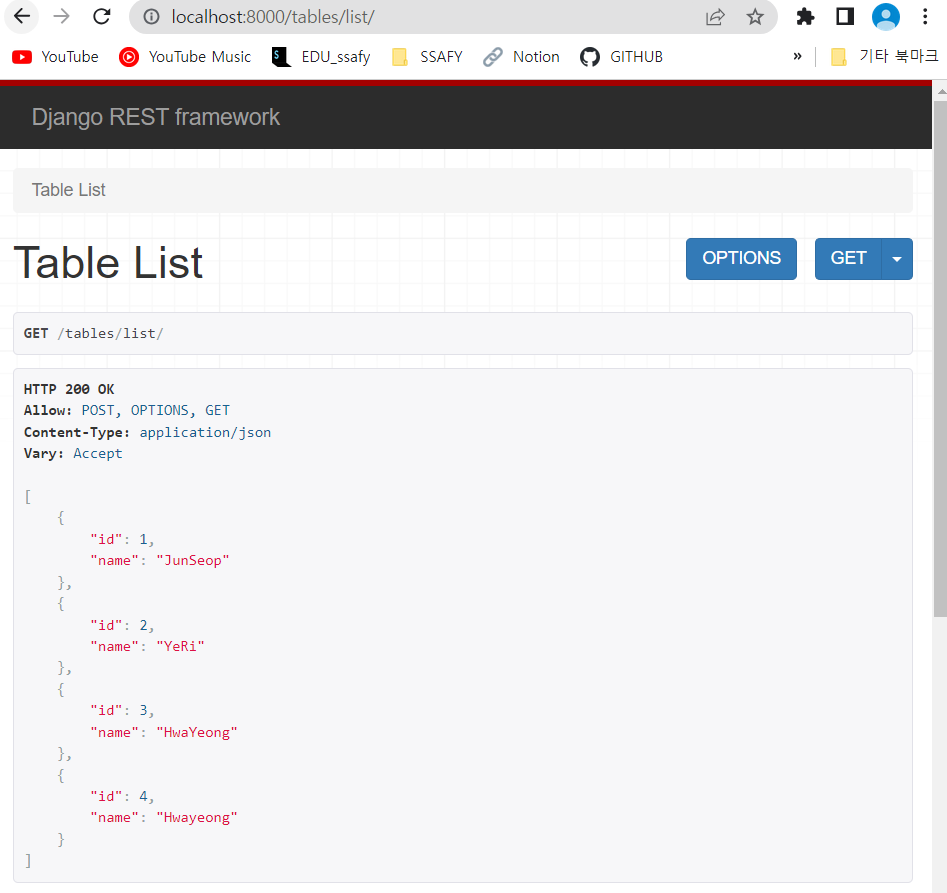 localhost:8000/tables/list/
YouTube YouTube Music EDU_ssafy SSAFY Notion GITHUB » 기타 북마크
Django REST framework
Table List
Table List OPTIONS GET
GET /tables/list/
HTTP 200 OK
Allow: POST, OPTIONS, GET
Content-Type: application/json
Vary: Accept
[
    {
        "id": 1,
        "name": "JunSeop"
    },
    {
        "id": 2,
        "name": "YeRi"
    },
    {
        "id": 3,
        "name": "HwaYeong"
    },
    {
        "id": 4,
        "name": "Hwayeong"
    }
]